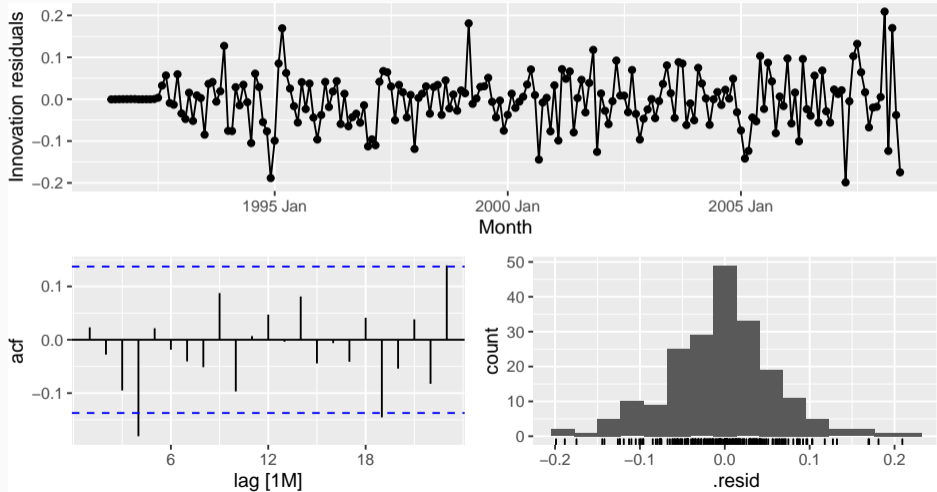 Innovation residuals
0.2
0.1
0.0
−0.1
−0.2
1995 Jan
2000 Jan
2005 Jan
Month
acf
0.1
0.0
−0.1
6
12
18
lag [1M]
count
50
40
30
20
10
0
−0.2
−0.1
0.0
0.1
0.2
.resid